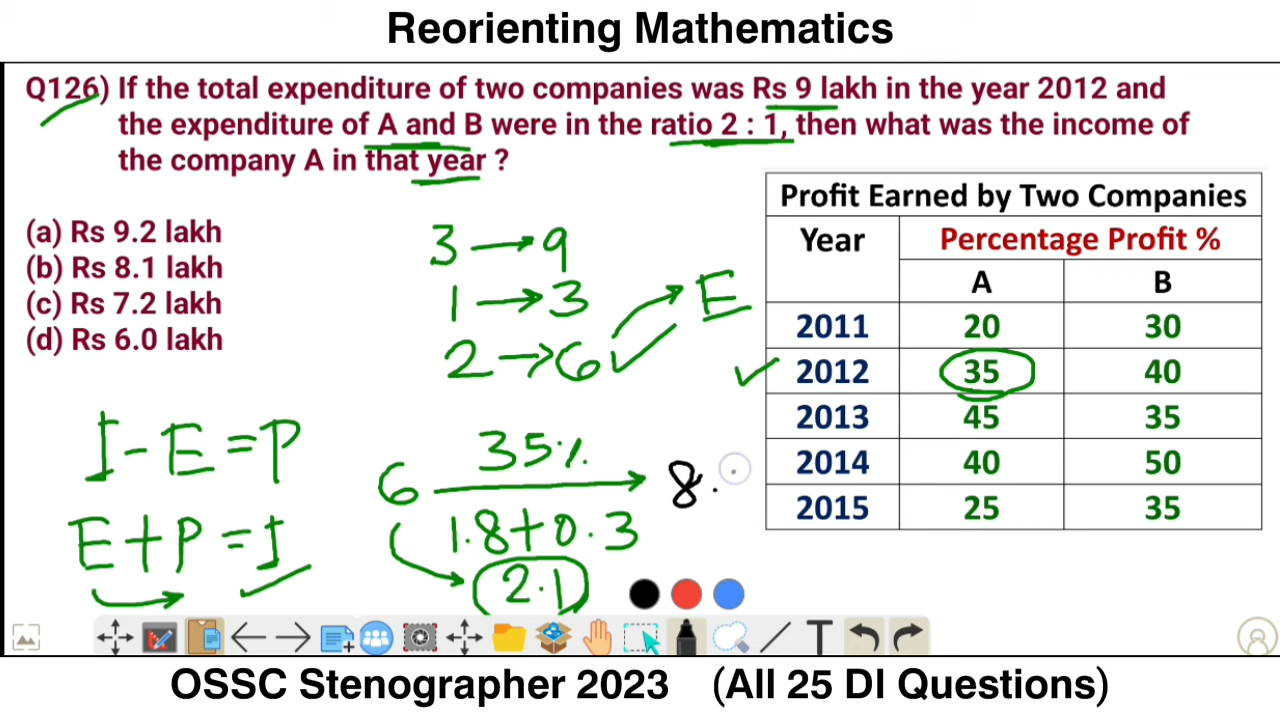 Reorienting Mathematics
Q126) If the total expenditure of two companies was Rs 9 lakh in the year 2012 and
the expenditure of A and B were in the ratio 2 : 1, then what was the income of
the company A in that year ?
(a) Rs 9.2 lakh
(b) Rs 8.1 lakh
(c) Rs 7.2 lakh
(d) Rs 6.0 lakh
3 → 9
1 → 3
2 → 6
E
I - E = P
E + P = I
6 35% 8.
1.8 + 0.3
2.1
Profit Earned by Two Companies
Year Percentage Profit %
A B
2011 20 30
2012 35 40
2013 45 35
2014 40 50
2015 25 35
T
OSSC Stenographer 2023 (All 25 DI Questions)